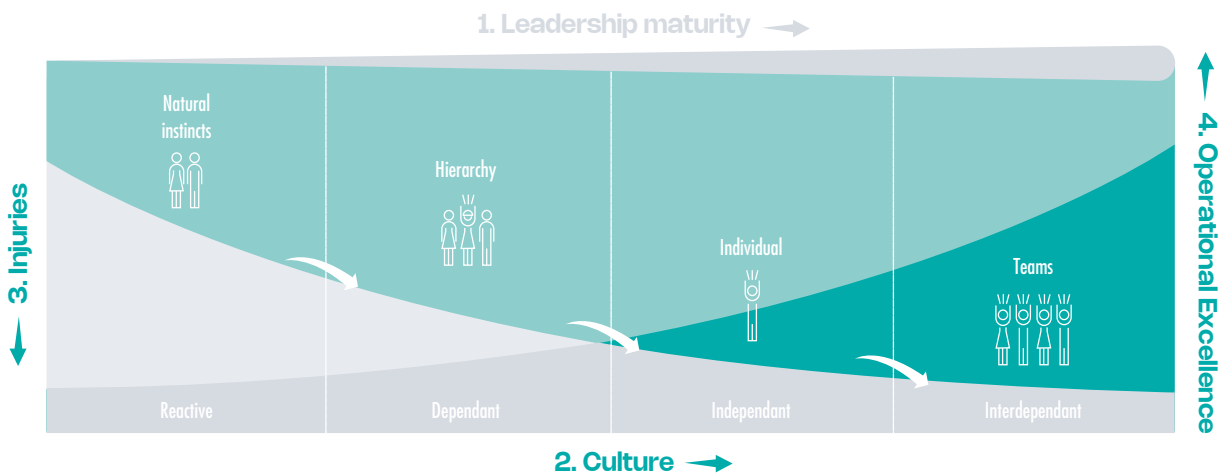 1. Leadership maturity
Natural
instincts
Hierarchy
Individual
Teams
3. Injuries
4. Operational Excellence
Reactive
Dependant
Independant
Interdependant
2. Culture